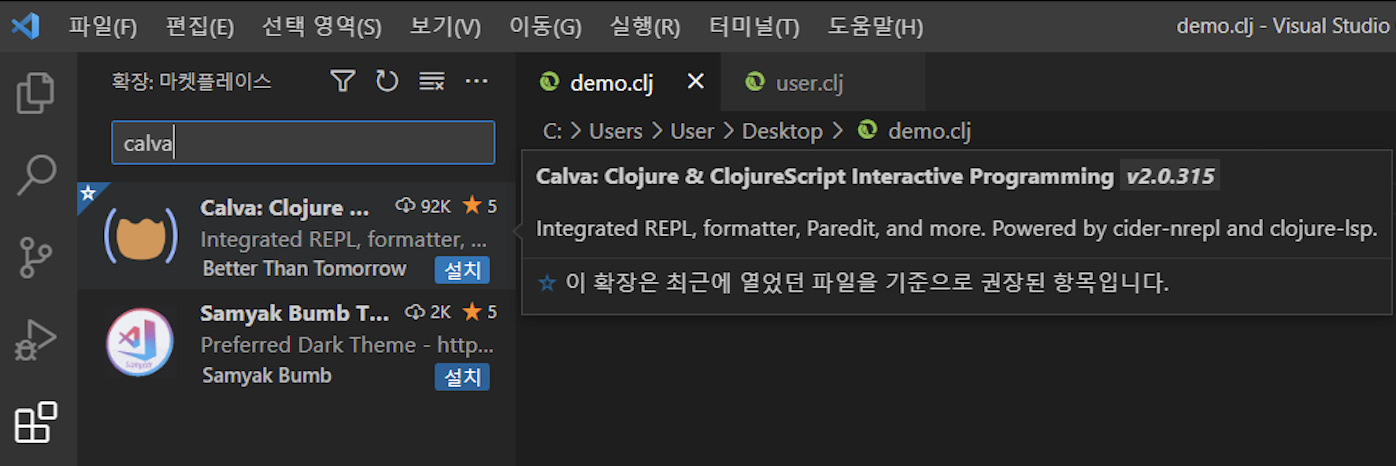 파일(F) 편집(E) 선택 영역(S) 보기(V) 이동(G) 실행(R) 터미널(T) 도움말(H) demo.clj - Visual Studio
확장: 마켓플레이스
demo.clj user.clj
C: > Users > User > Desktop > demo.clj
calva
Calva: Clojure & ClojureScript Interactive Programming v2.0.315
Integrated REPL, formatter, Paredit, and more. Powered by cider-nrepl and clojure-lsp.
이 확장은 최근에 열었던 파일을 기준으로 권장된 항목입니다.
Calva: Clojure ... 92K 5
Integrated REPL, formatter, ...
Better Than Tomorrow 설치
Samyak Bumb T... 2K 5
Preferred Dark Theme - http...
Samyak Bumb 설치